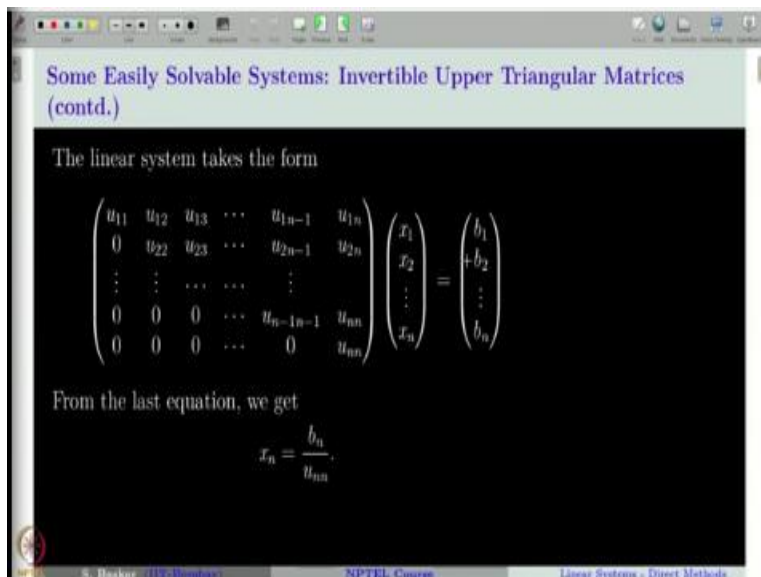 Some Easily Solvable Systems: Invertible Upper Triangular Matrices
(contd.)
The linear system takes the form
u₁₁ u₁₂ u₁₃ ⋯ u₁ₙ₋₁ u₁ₙ
0 u₂₂ u₂₃ ⋯ u₂ₙ₋₁ u₂ₙ
⋮ ⋮ ⋯ ⋯ ⋮
0 0 0 ⋯ uₙ₋₁ₙ₋₁ uₙₙ
0 0 0 ⋯ 0 uₙₙ
x₁
x₂
⋮
xₙ
=
b₁
+b₂
⋮
bₙ
From the last equation, we get
xₙ = bₙ / uₙₙ.
S. Baskar (IIT-Bombay) NPTEL Course Linear Systems - Direct Methods